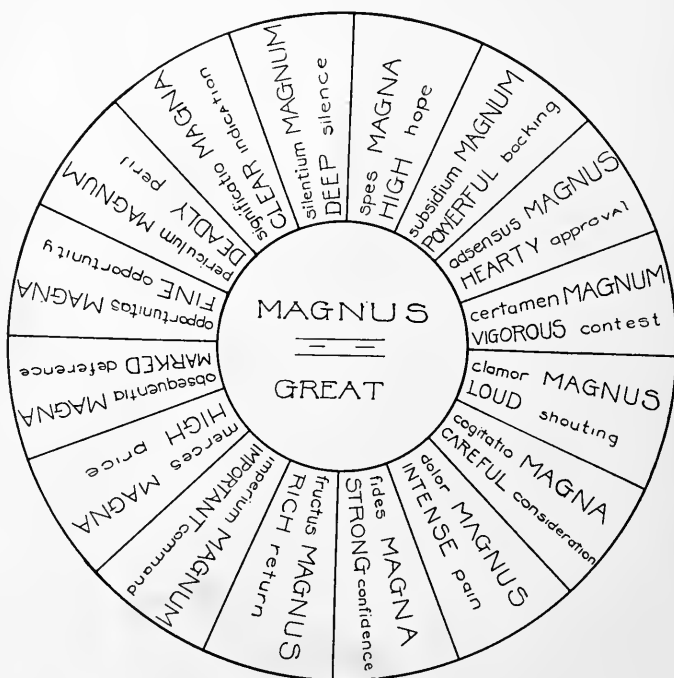 MAGNUS
GREAT
adsensus MAGNUS
HEARTY approval
certamen MAGNUM
VIGOROUS contest
clamor MAGNUS
LOUD shouting
cogitatio MAGNA
CAREFUL consideration
dolor MAGNUS
INTENSE pain
fides MAGNA
STRONG confidence
fructus MAGNUS
RICH return
imperium MAGNUM
IMPORTANT command
merces MAGNA
HIGH price
obsequentia MAGNA
MARKED deference
opportunitas MAGNA
FINE opportunity
periculum MAGNUM
DEADLY peril
significatio MAGNA
CLEAR indication
silentium MAGNUM
DEEP silence
spes MAGNA
HIGH hope
subsidium MAGNUM
POWERFUL backing